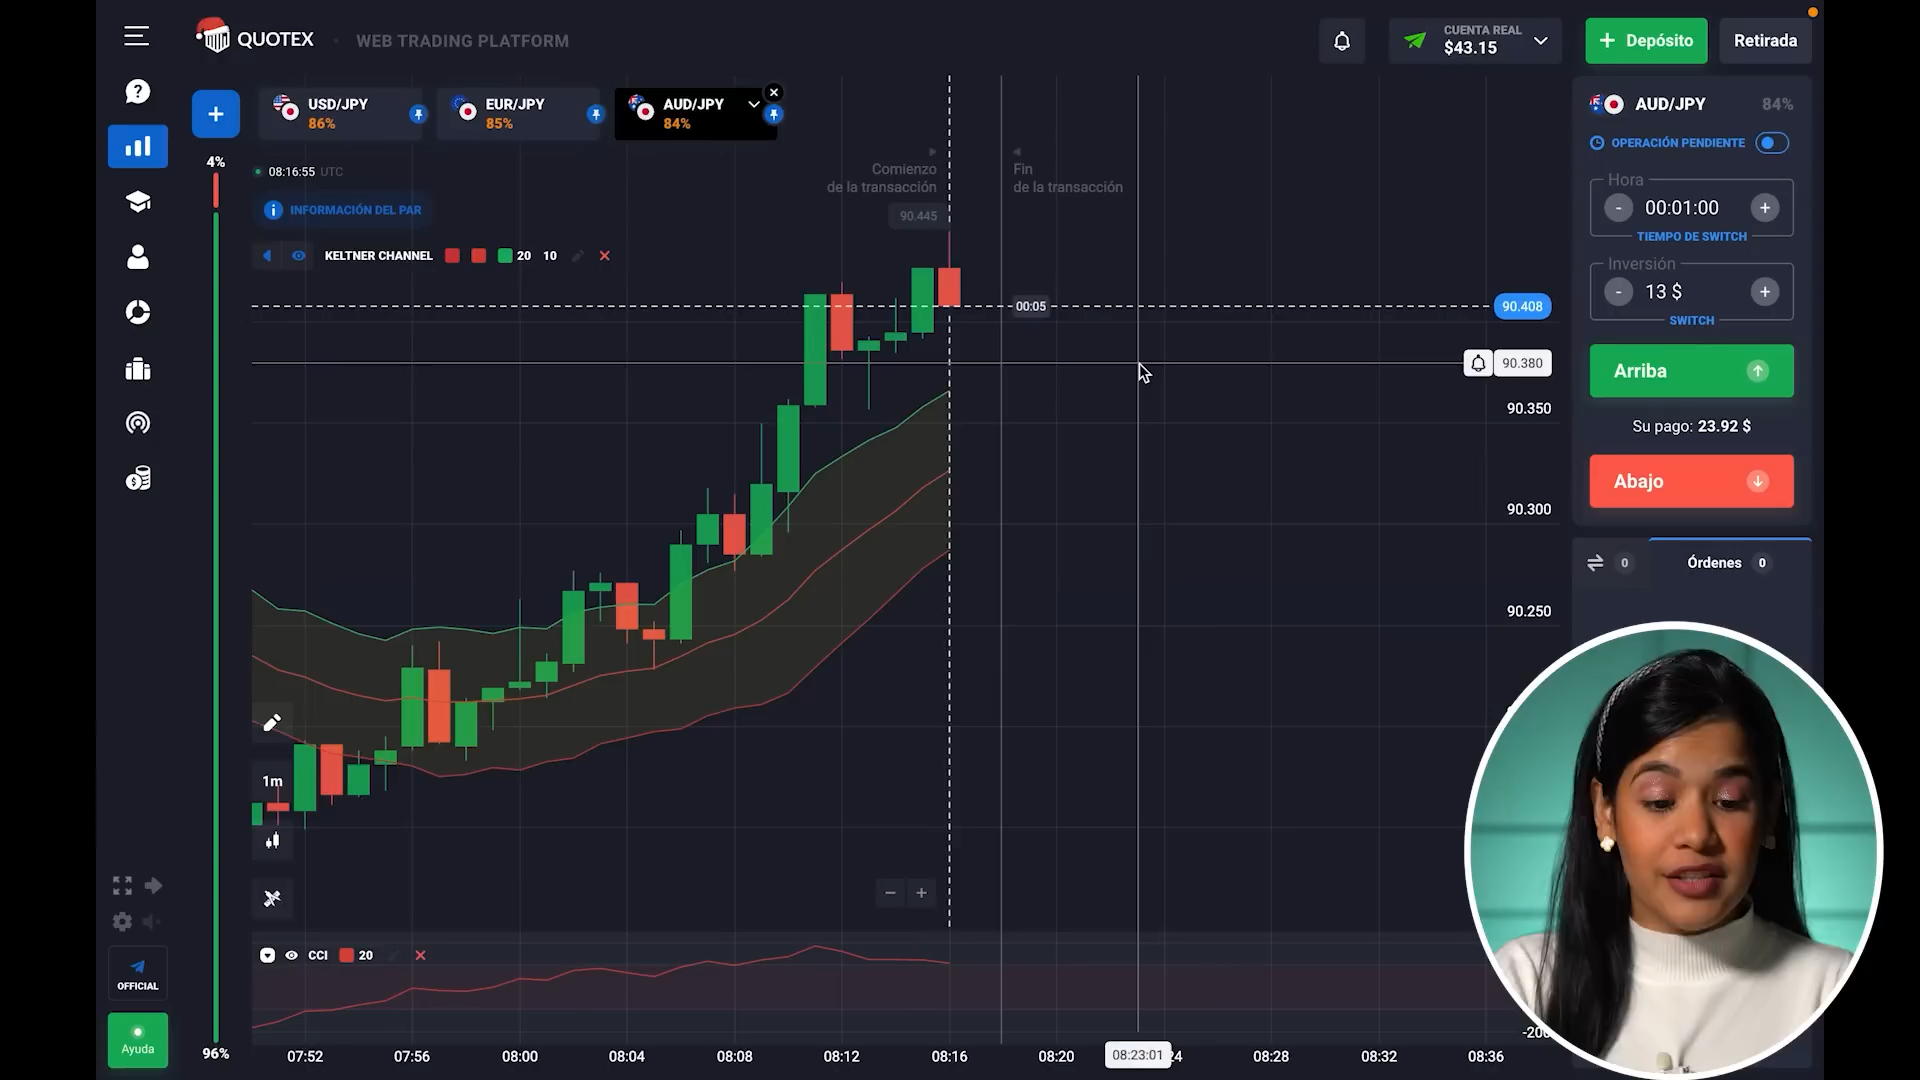 QUOTEX
WEB TRADING PLATFORM
CUENTA REAL
$43.15
+ Depósito
Retirada
USD/JPY
86%
EUR/JPY
85%
AUD/JPY
84%
4%
08:16:55 UTC
INFORMACIÓN DEL PAR
KELTNER CHANNEL 20 10
Comienzo
de la transacción
90.445
Fin
de la transacción
00:05
90.408
90.380
90.350
90.300
90.250
AUD/JPY 84%
OPERACIÓN PENDIENTE
Hora
- 00:01:00 +
TIEMPO DE SWITCH
Inversión
- 13 $ +
SWITCH
Arriba
Su pago: 23.92 $
Abajo
0
Órdenes 0
1m
CCI 20
-200
OFFICIAL
Ayuda
96%
07:52
07:56
08:00
08:04
08:08
08:12
08:16
08:20
08:23:01
24
08:28
08:32
08:36